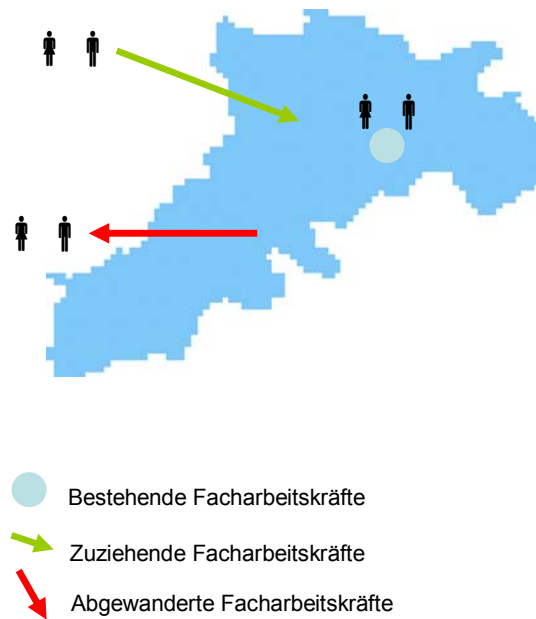 Bestehende Facharbeitskräfte
Zuziehende Facharbeitskräfte
Abgewanderte Facharbeitskräfte